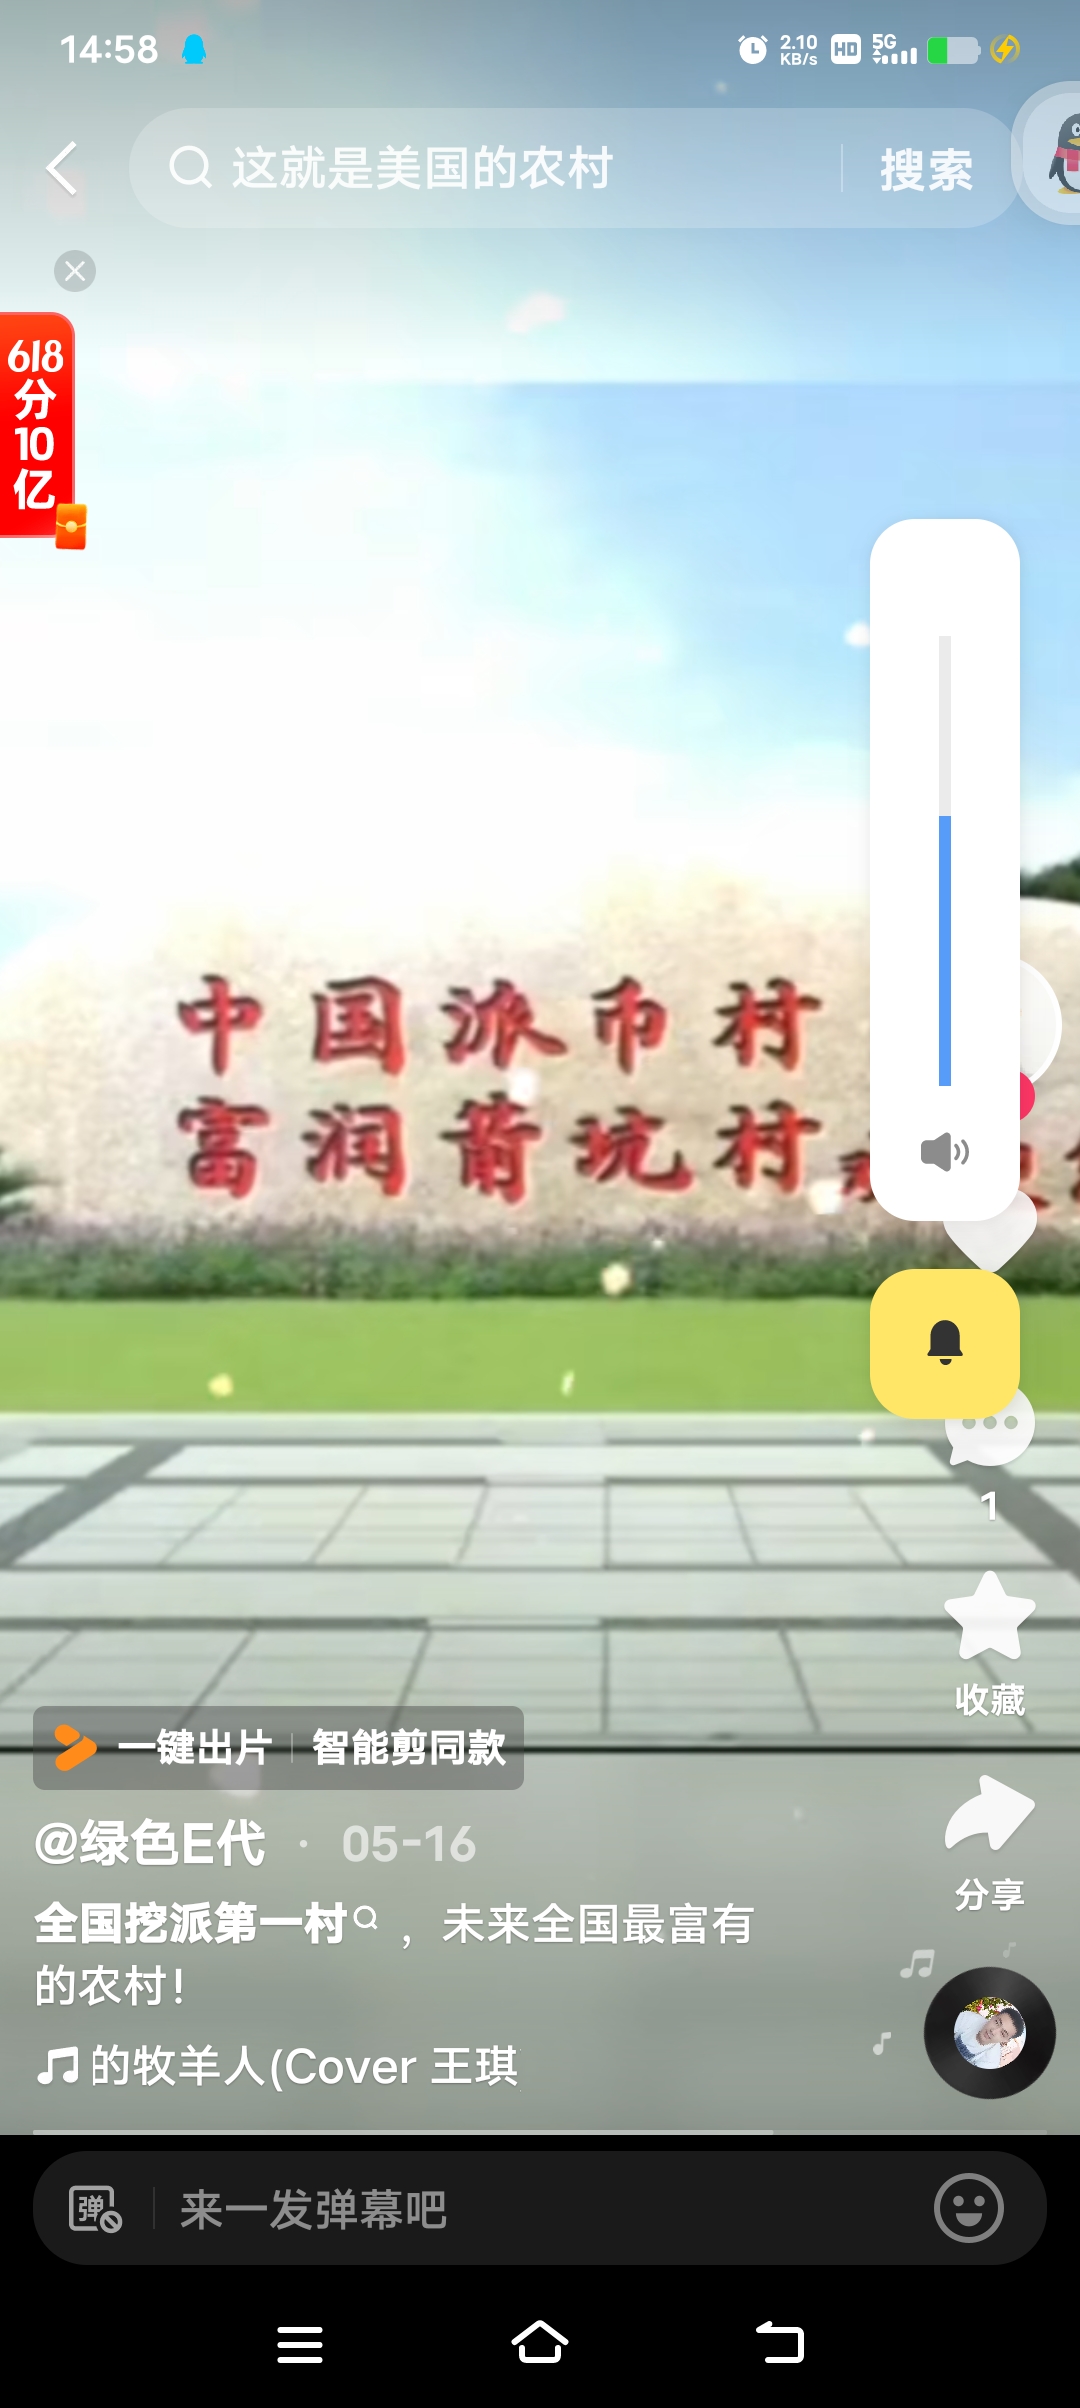 14:58
2.10
KB/s
HD
5G
这就是美国的农村
搜索
618
分
10
亿
中国派币村
富润莆坑村
1
收藏
一键出片 | 智能剪同款
@绿色E代 · 05-16
分享
全国挖派第一村，未来全国最富有
的农村！
的牧羊人(Cover 王琪
弹
来一发弹幕吧